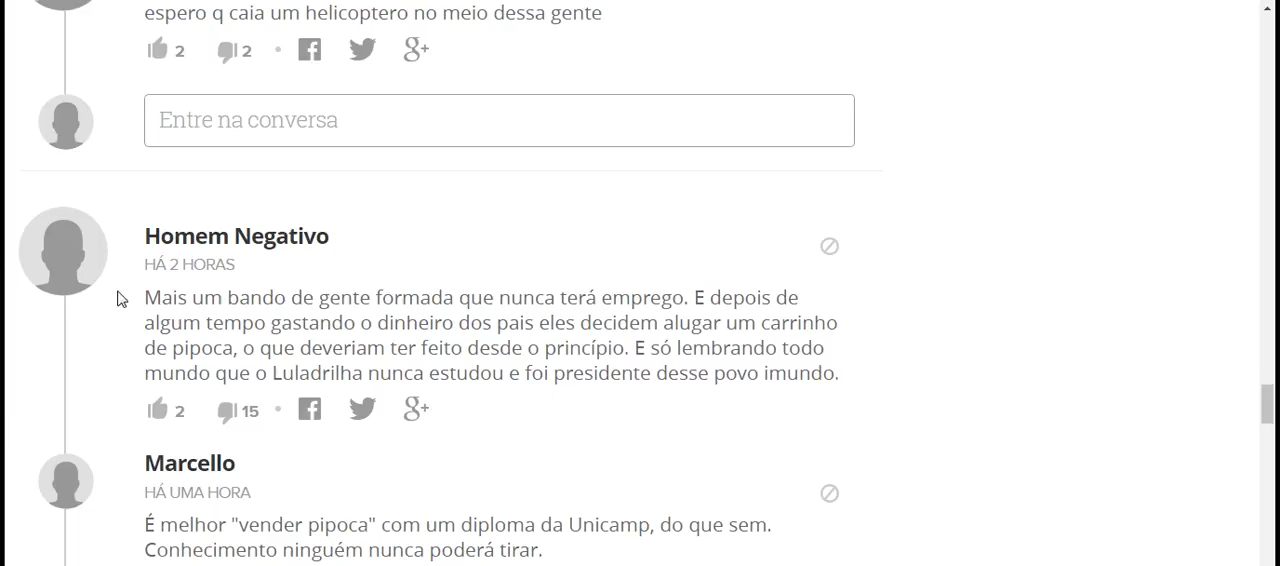 espero q caia um helicoptero no meio dessa gente
2 2 • g+
Entre na conversa
Homem Negativo
HÁ 2 HORAS
Mais um bando de gente formada que nunca terá emprego. E depois de
algum tempo gastando o dinheiro dos pais eles decidem alugar um carrinho
de pipoca, o que deveriam ter feito desde o princípio. E só lembrando todo
mundo que o Luladrilha nunca estudou e foi presidente desse povo imundo.
2 15 • g+
Marcello
HÁ UMA HORA
É melhor "vender pipoca" com um diploma da Unicamp, do que sem.
Conhecimento ninguém nunca poderá tirar.